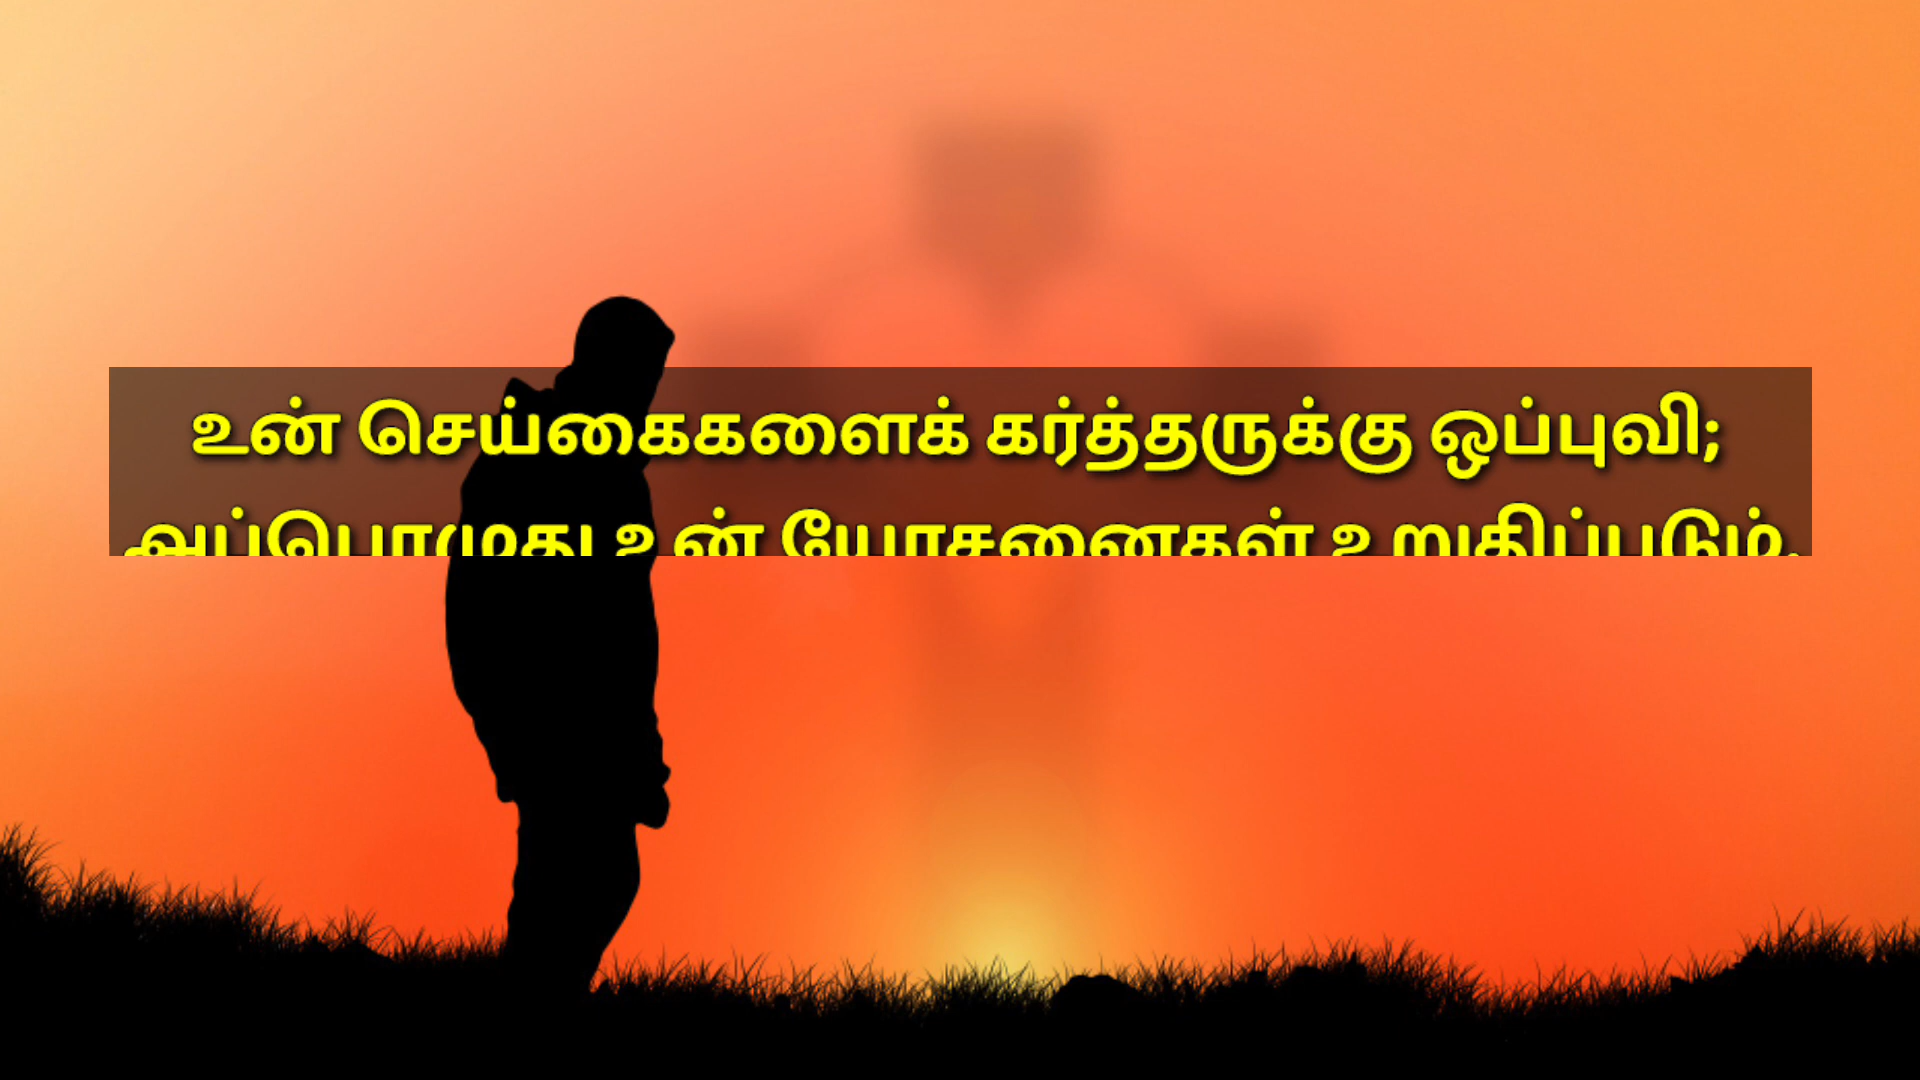 உன் செய்கைகளைக் கர்த்தருக்கு ஒப்புவி;
அப்பொழுது உன் யோசனைகள் உறுதிப்படும்.